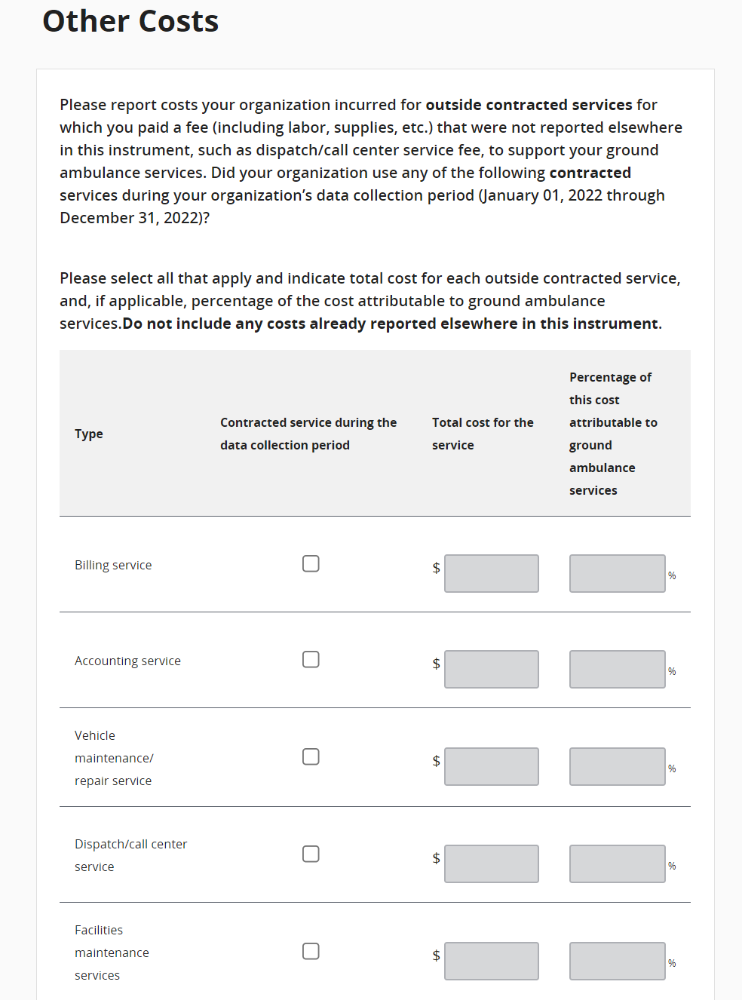 Other Costs
Please report costs your organization incurred for outside contracted services for
which you paid a fee (including labor, supplies, etc.) that were not reported elsewhere
in this instrument, such as dispatch/call center service fee, to support your ground
ambulance services. Did your organization use any of the following contracted
services during your organization’s data collection period (January 01, 2022 through
December 31, 2022)?
Please select all that apply and indicate total cost for each outside contracted service,
and, if applicable, percentage of the cost attributable to ground ambulance
services.Do not include any costs already reported elsewhere in this instrument.
Type
Contracted service during the
data collection period
Total cost for the
service
Percentage of
this cost
attributable to
ground
ambulance
services
Billing service
$
%
Accounting service
$
%
Vehicle
maintenance/
repair service
$
%
Dispatch/call center
service
$
%
Facilities
maintenance
services
$
%